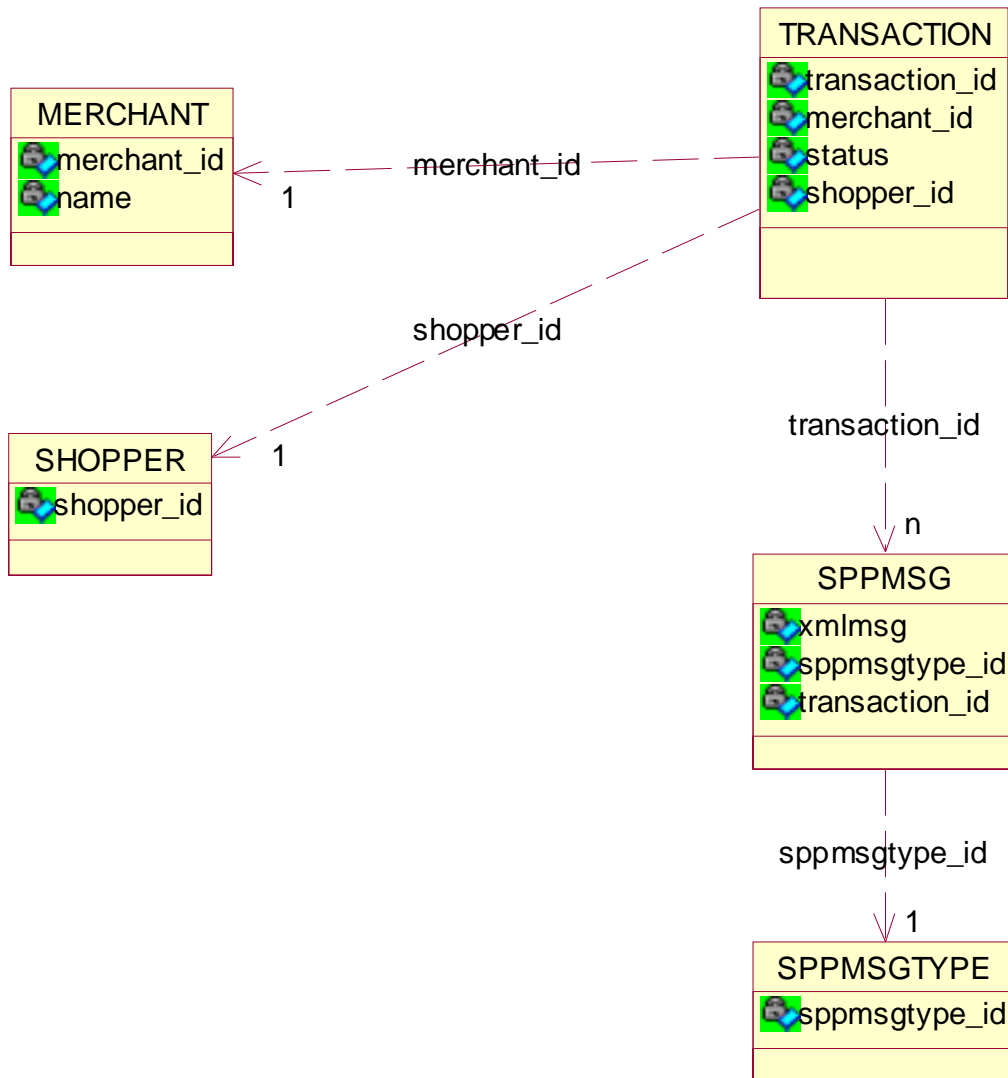 TRANSACTION
transaction_id
merchant_id
status
shopper_id
MERCHANT
merchant_id
name
merchant_id
1
shopper_id
1
SHOPPER
shopper_id
transaction_id
n
SPPMSG
xmlmsg
sppmsgtype_id
transaction_id
sppmsgtype_id
1
SPPMSGTYPE
sppmsgtype_id